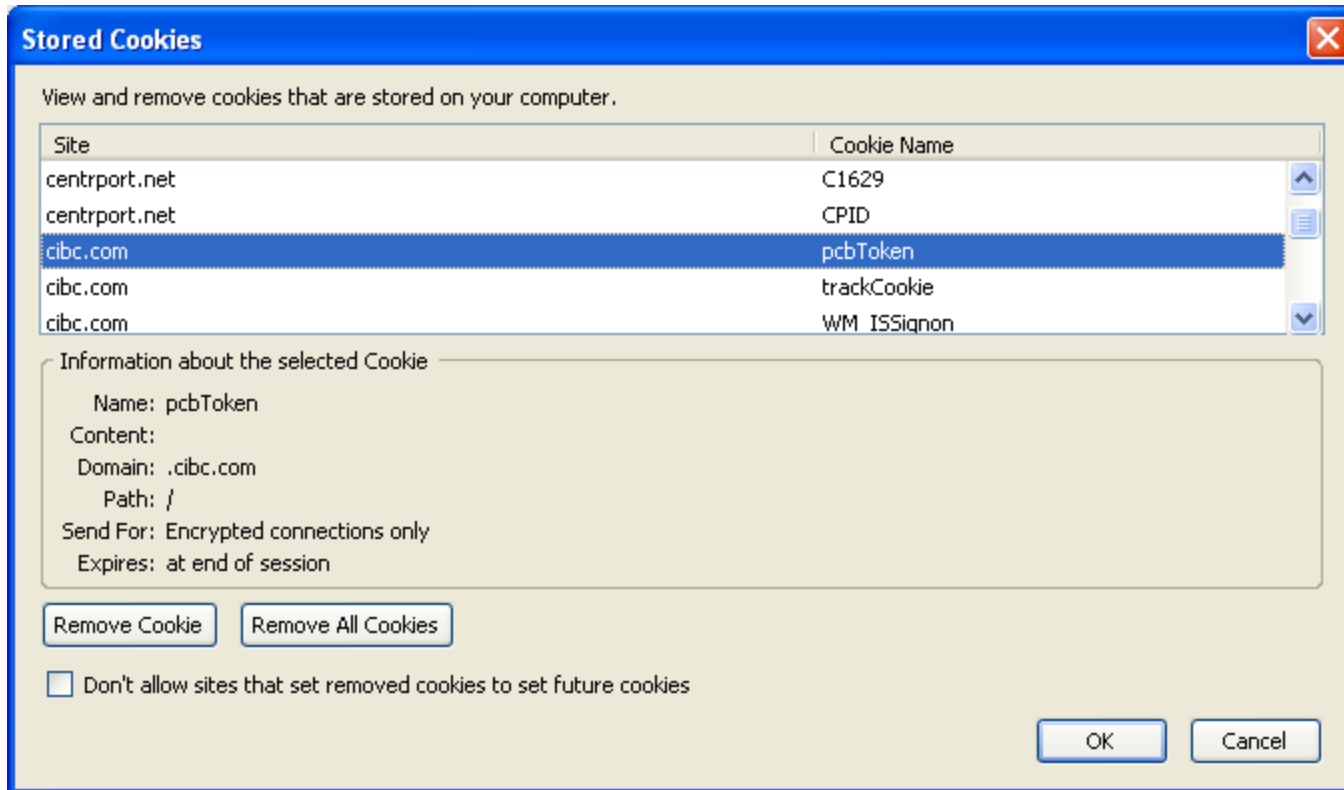 Stored Cookies
View and remove cookies that are stored on your computer.
Site Cookie Name
centrport.net C1629
centrport.net CPID
cibc.com pcbToken
cibc.com trackCookie
cibc.com WM_ISSignon
Information about the selected Cookie
Name: pcbToken
Content:
Domain: .cibc.com
Path: /
Send For: Encrypted connections only
Expires: at end of session
Remove Cookie Remove All Cookies
Don't allow sites that set removed cookies to set future cookies
OK Cancel